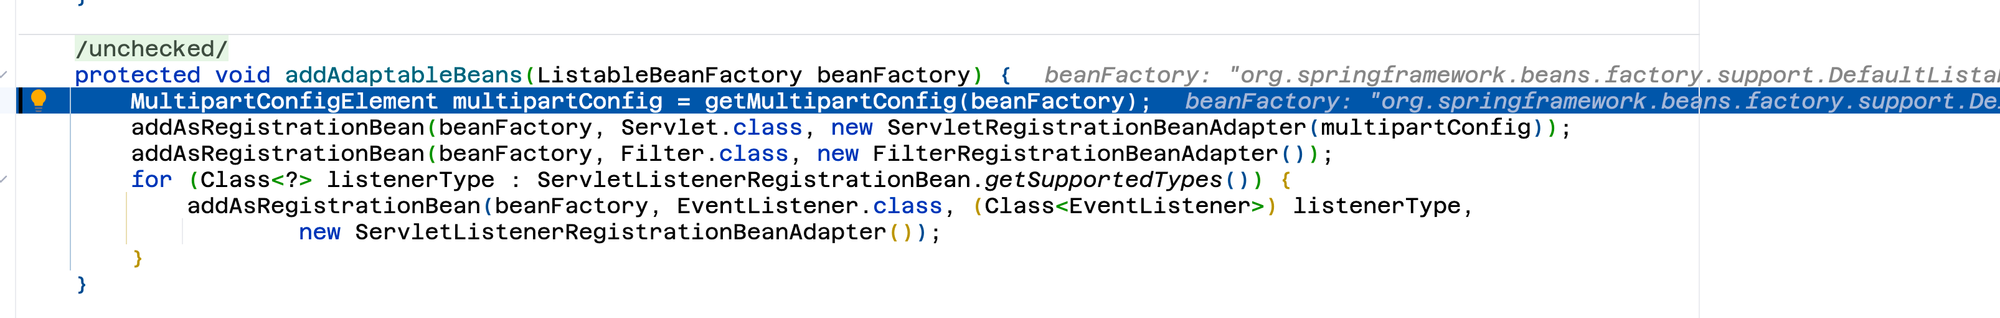 }
/unchecked/
protected void addAdaptableBeans(ListableBeanFactory beanFactory) {   beanFactory: "org.springframework.beans.factory.support.DefaultLista
    MultipartConfigElement multipartConfig = getMultipartConfig(beanFactory);   beanFactory: "org.springframework.beans.factory.support.De
    addAsRegistrationBean(beanFactory, Servlet.class, new ServletRegistrationBeanAdapter(multipartConfig));
    addAsRegistrationBean(beanFactory, Filter.class, new FilterRegistrationBeanAdapter());
    for (Class<?> listenerType : ServletListenerRegistrationBean.getSupportedTypes()) {
        addAsRegistrationBean(beanFactory, EventListener.class, (Class<EventListener>) listenerType,
                new ServletListenerRegistrationBeanAdapter());
    }
}